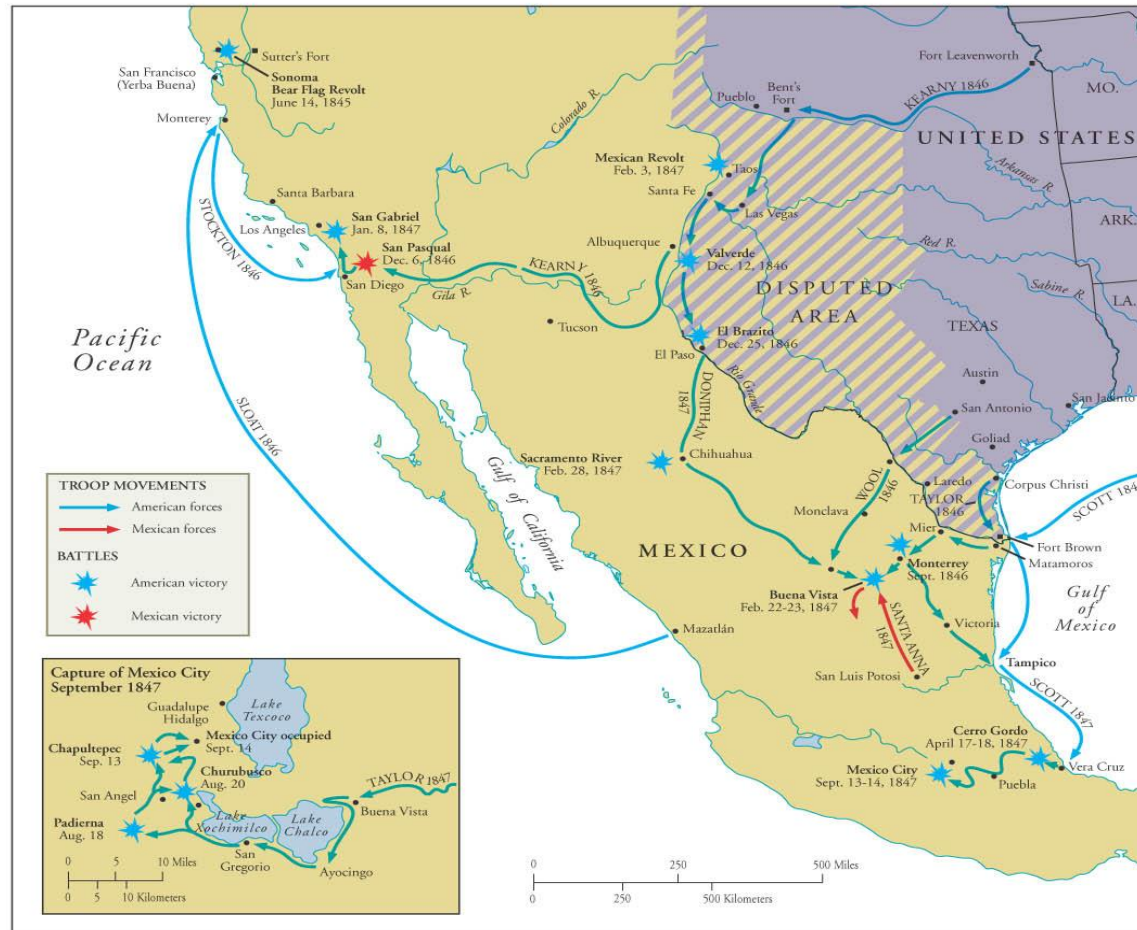 Sutter's Fort
Fort Leavenworth
San Francisco
(Yerba Buena)
Sonoma
Bear Flag Revolt
June 14, 1845
Pueblo
Bent's
Fort
KEARNY 1846
MO.
Monterey
Colorado R.
UNITED STATES
Mexican Revolt
Feb. 3, 1847
Taos
Arkansas R.
Santa Barbara
Santa Fe
Las Vegas
ARK.
STOCKTON 1846
Los Angeles
San Gabriel
Jan. 8, 1847
San Pasqual
Dec. 6, 1846
San Diego
Albuquerque
Valverde
Dec. 12, 1846
Red R.
KEARNY 1846
Gila R.
DISPUTED
AREA
Sabine R.
LA.
Tucson
TEXAS
Pacific
Ocean
El Brazito
Dec. 25, 1846
El Paso
Rio Grande
Austin
San Antonio
San Jacinto
DONIPHAN
1847
SLOAT 1846
Goliad
Sacramento River
Feb. 28, 1847
Chihuahua
Gulf of California
WOOL
1846
Laredo
TAYLOR
1846
Corpus Christi
SCOTT 184
TROOP MOVEMENTS
American forces
Mexican forces
BATTLES
American victory
Mexican victory
Monclava
Mier
MEXICO
Fort Brown
Matamoros
Monterrey
Sept. 1846
Buena Vista
Feb. 22-23, 1847
Gulf
of
Mexico
SANTA ANNA
1847
Mazatlán
Victoria
San Luis Potosi
Tampico
SCOTT 1847
Cerro Gordo
April 17-18, 1847
Vera Cruz
Mexico City
Sept. 13-14, 1847
Puebla
Capture of Mexico City
September 1847
Guadalupe
Hidalgo
Lake
Texcoco
Chapultepec
Sep. 13
Mexico City occupied
Sept. 14
Churubusco
Aug. 20
TAYLOR 1847
San Angel
Buena Vista
Padierna
Aug. 18
Lake
Xochimilco
Lake
Chalco
San
Gregorio
Ayocingo
0 5 10 Miles
0 5 10 Kilometers
0 250 500 Miles
0 250 500 Kilometers